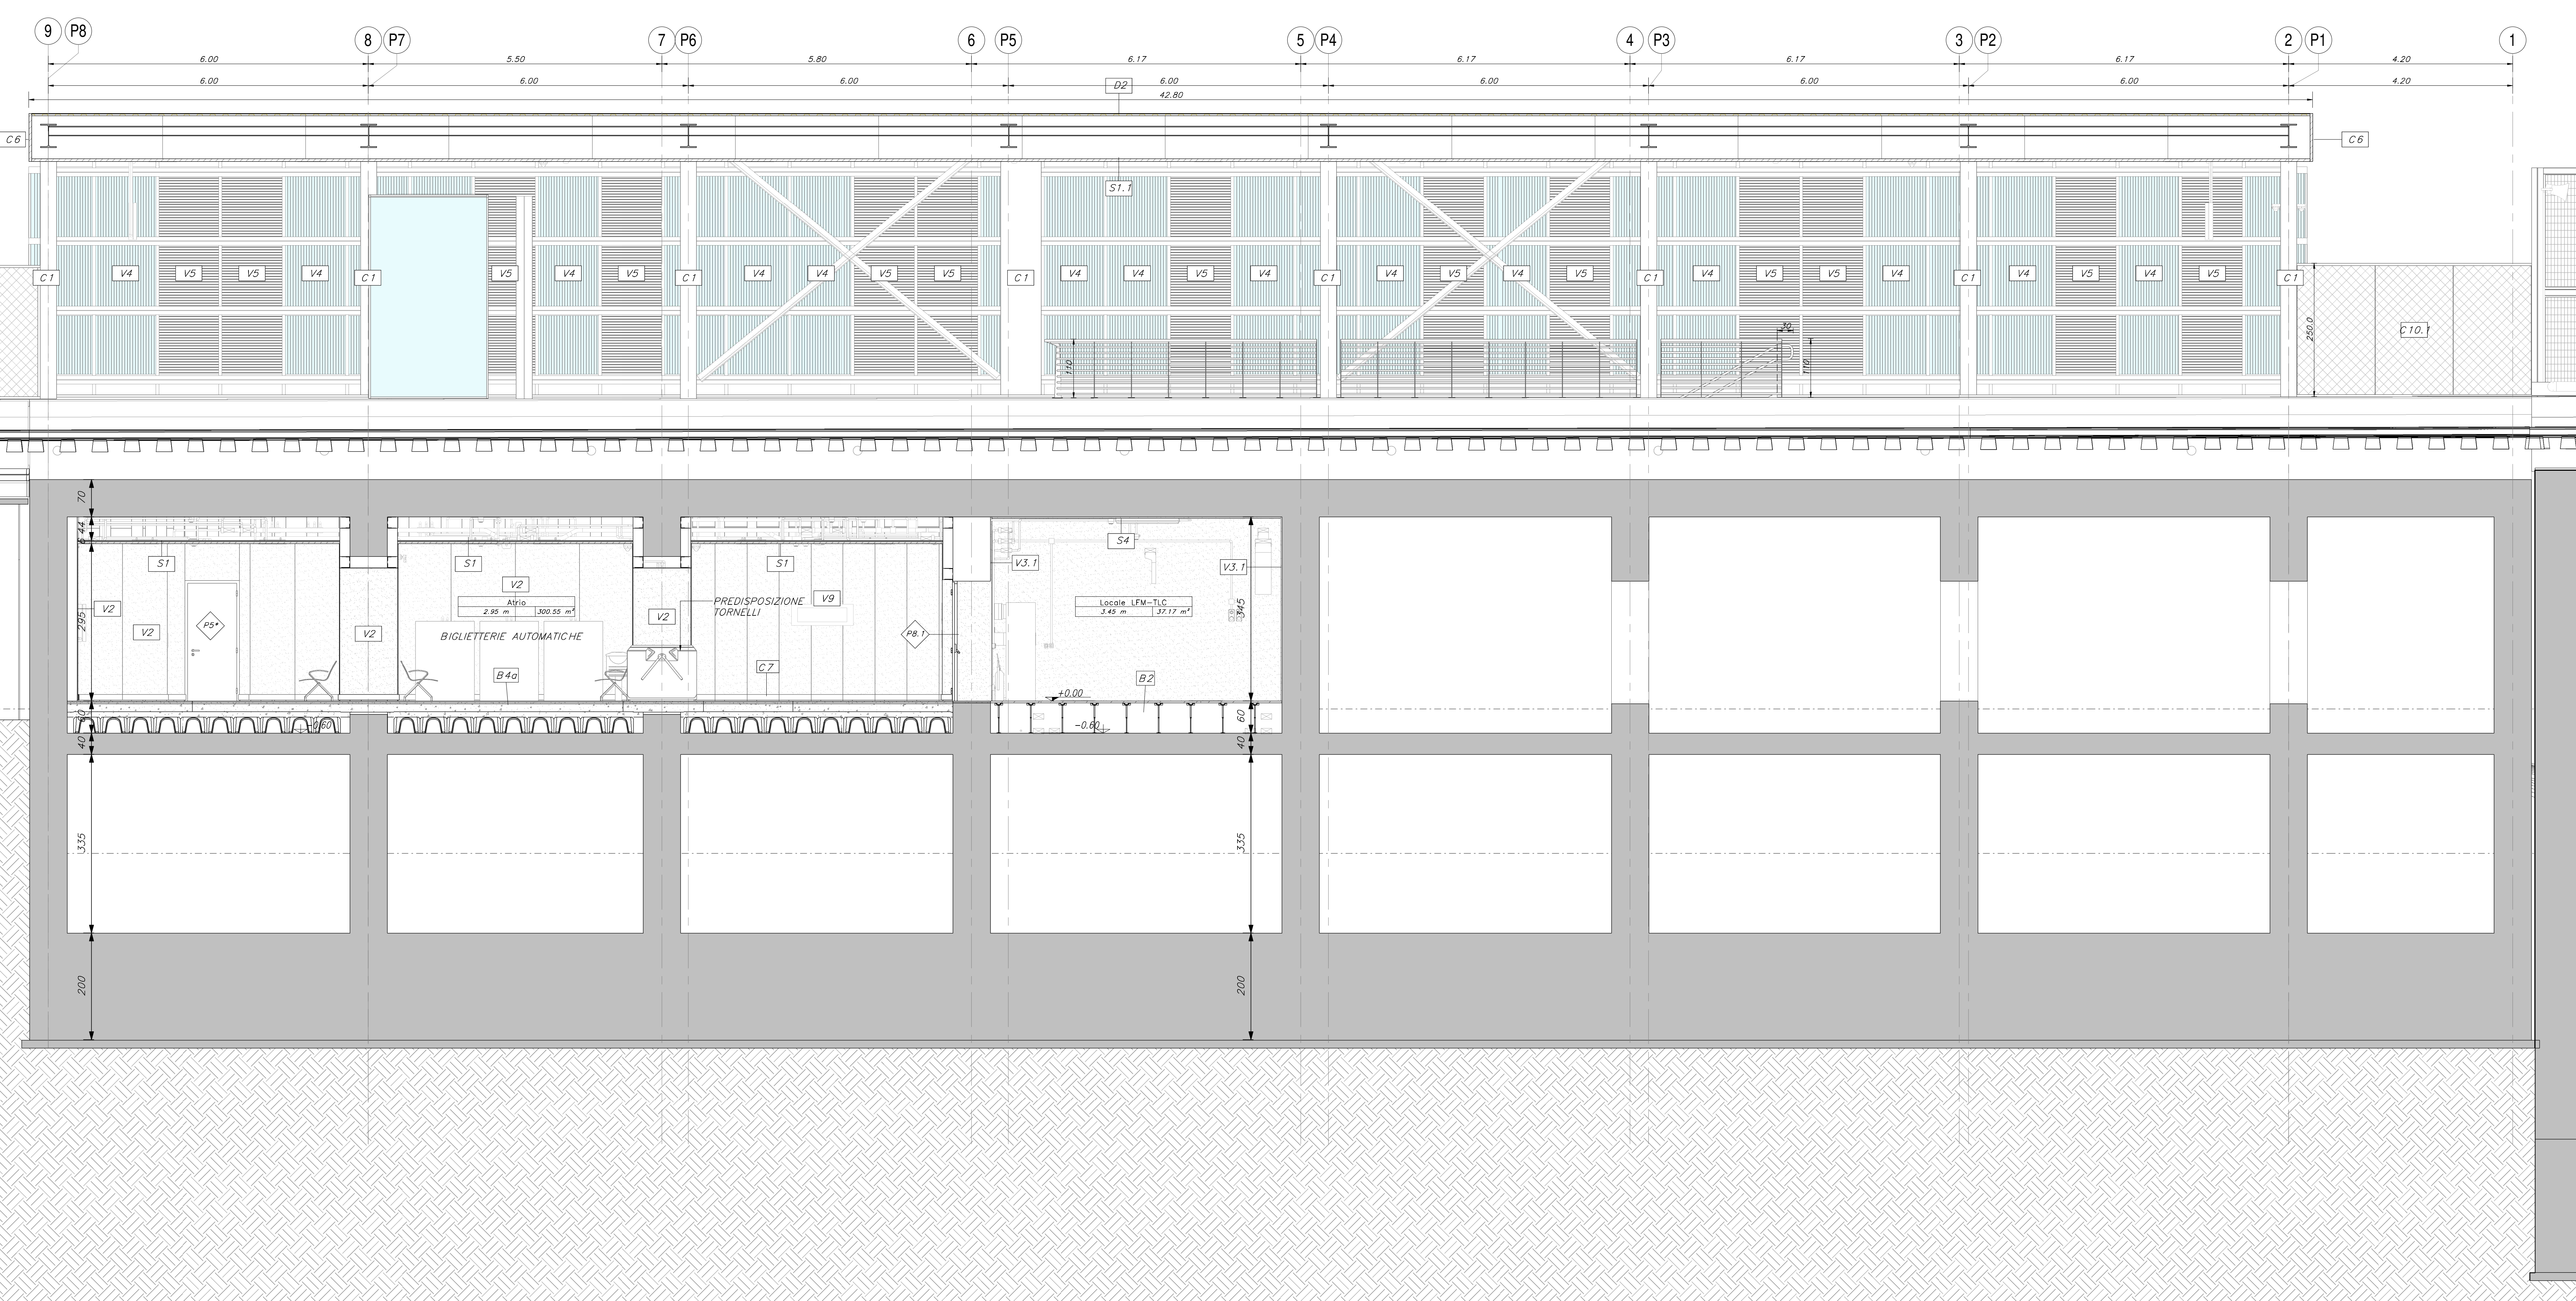 9 P8 8 P7 7 P6 6 P5 5 P4 4 P3 3 P2 2 P1 1
6.00 5.50 5.80 6.17 6.17 6.17 6.17 4.20
6.00 6.00 6.00 6.00 6.00 6.00 6.00 4.20
D2
42.80
C6 C6
S1.1
C1 V4 V5 V5 V4 C1 V5 V4 V5 C1 V4 V4 V5 V5 C1 V4 V4 V5 V4 C1 V4 V5 V4 V5 C1 V4 V5 V5 V4 C1 V4 V5 V4 V5 C1
30
250.0
C10.1
110 110
70
44
6
S1 S1 S1 S4
V3.1 V3.1
V2
Atrio
2.95 m 300.55 m²
PREDISPOSIZIONE
TORNELLI
V9
Locale LFM-TLC
3.45 m 37.17 m²
295
345
V2
P5*
V2 V2 V2
BIGLIETTERIE AUTOMATICHE
P8.1
C7
B4a
B2
+0.00
60 60
-0.60 -0.60
40 40
335 335
200 200